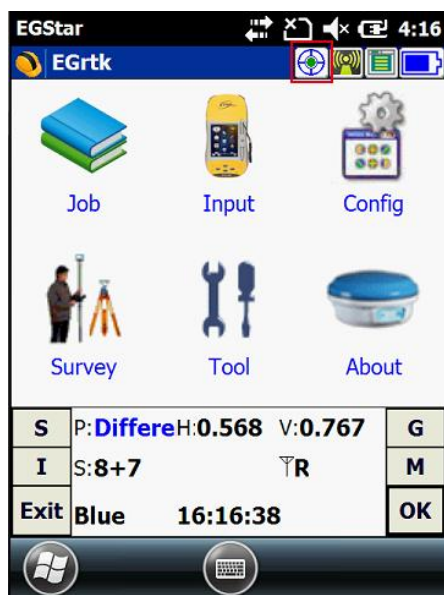 EGStar 4:16
EGrtk
Job Input Config
Survey Tool About
S P:Differe H:0.568 V:0.767 G
I S:8+7 R M
Exit Blue 16:16:38 OK